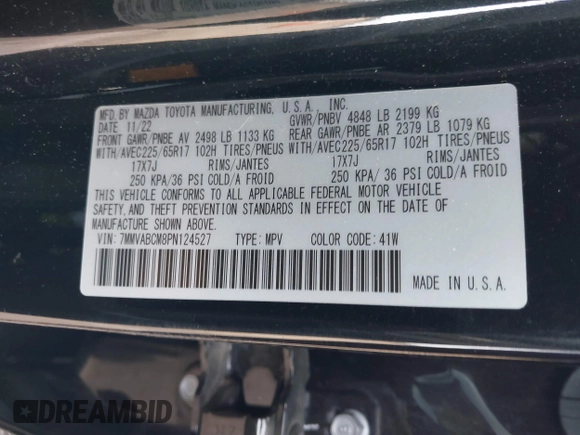 MFD. BY MAZDA TOYOTA MANUFACTURING, U.S.A., INC.
DATE 11/22 GVWR/PNBV 4848 LB 2199 KG
FRONT GAWR/PNBE AV 2498 LB 1133 KG REAR GAWR/PNBE AR 2379 LB 1079 KG
WITH/AVEC225/65R17 102H TIRES/PNEUS WITH/AVEC225/65R17 102H TIRES/PNEUS
17X7J RIMS/JANTES 17X7J RIMS/JANTES
250 KPA/36 PSI COLD/A FROID 250 KPA/ 36 PSI COLD/A FROID
THIS VEHICLE CONFORMS TO ALL APPLICABLE FEDERAL MOTOR VEHICLE
SAFETY,AND THEFT PREVENTION STANDARDS IN EFFECT ON THE DATE OF
MANUFACTURE SHOWN ABOVE.
VIN: 7MMVABCM8PN124527 TYPE: MPV COLOR CODE: 41W
MADE IN U.S.A.
DREAMBID